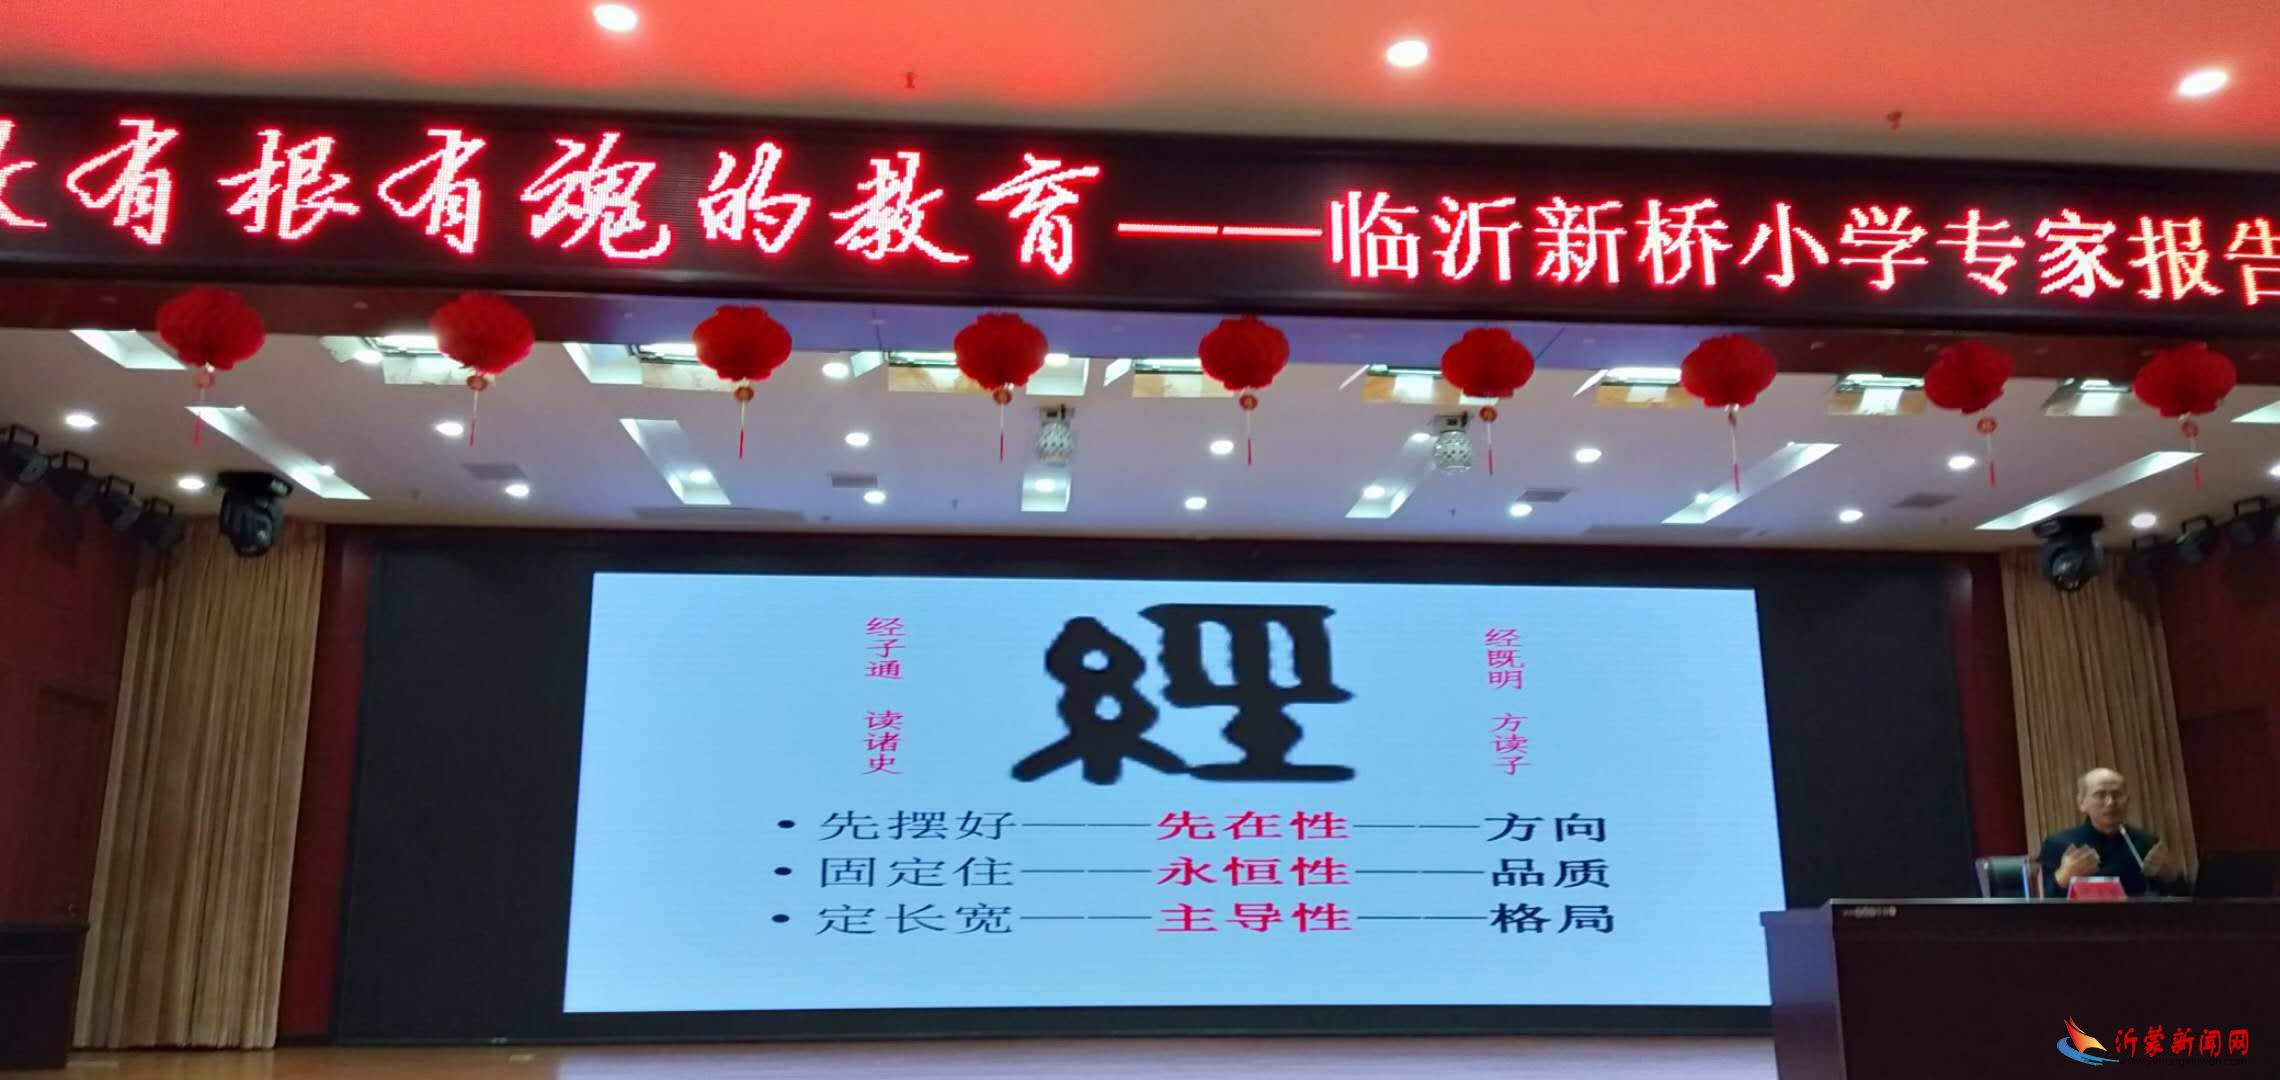 有根有魂的教育——临沂新桥小学专家报告
经既明 方读子
經
经子通 读诸史
• 先摆好——先在性——方向
• 固定住——永恒性——品质
• 定长宽——主导性——格局
沂蒙新闻网